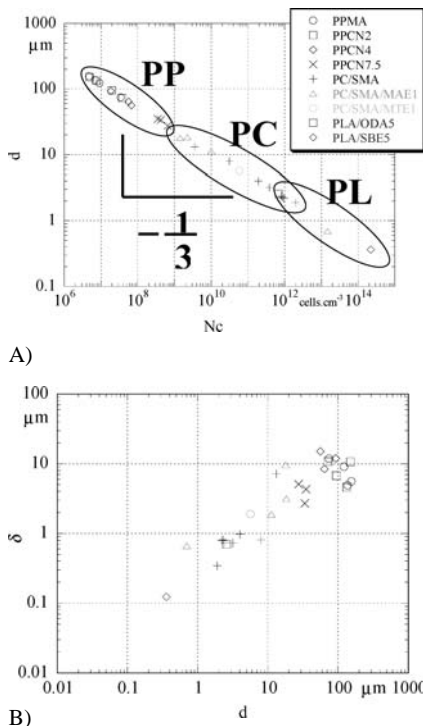 A)
d
1000
µm
100
10
1
0.1
PP
PC
PL
- 1
3
10^6 10^8 10^10 10^12 cells.cm^-3 10^14
Nc
PPMA
PPCN2
PPCN4
PPCN7.5
PC/SMA
PC/SMA/MAE1
PC/SMA/MTE1
PLA/ODA5
PLA/SBE5
B)
δ
100
µm
10
1
0.1
0.01
0.01 0.1 1 10 100 µm 1000
d